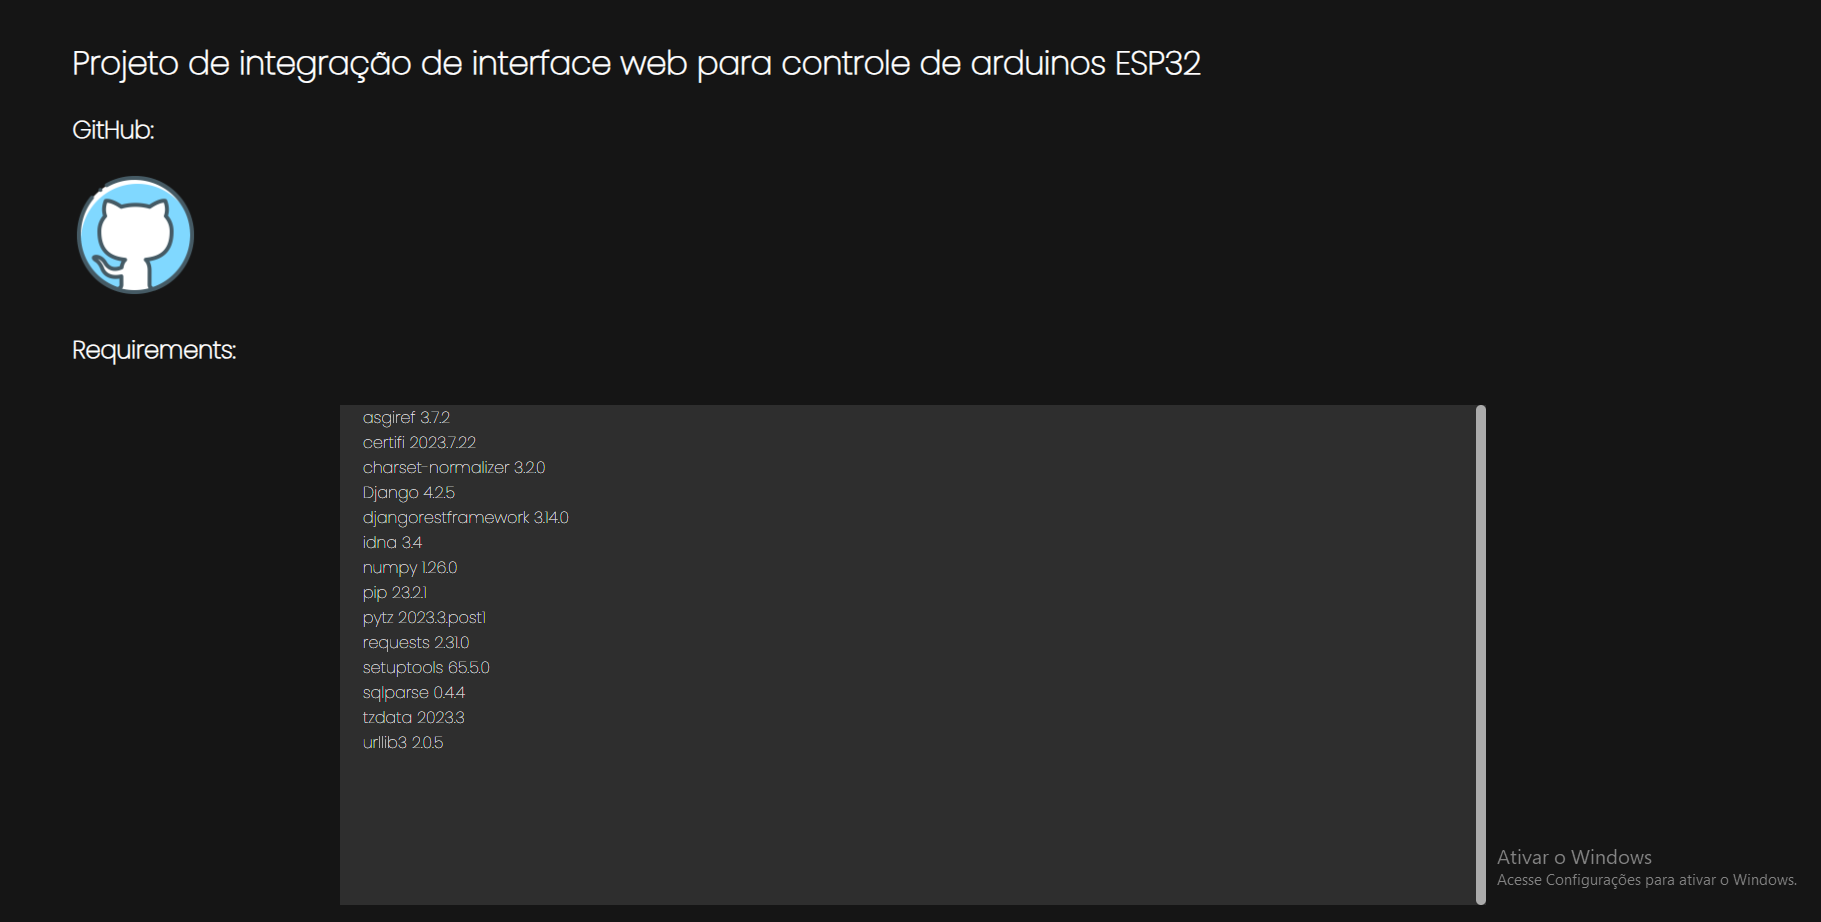 Projeto de integração de interface web para controle de arduinos ESP32
GitHub:
Requirements:
asgiref 3.7.2
certifi 2023.7.22
charset-normalizer 3.2.0
Django 4.2.5
djangorestframework 3.14.0
idna 3.4
numpy 1.26.0
pip 23.2.1
pytz 2023.3.post1
requests 2.31.0
setuptools 65.5.0
sqlparse 0.4.4
tzdata 2023.3
urllib3 2.0.5
Ativar o Windows
Acesse Configurações para ativar o Windows.